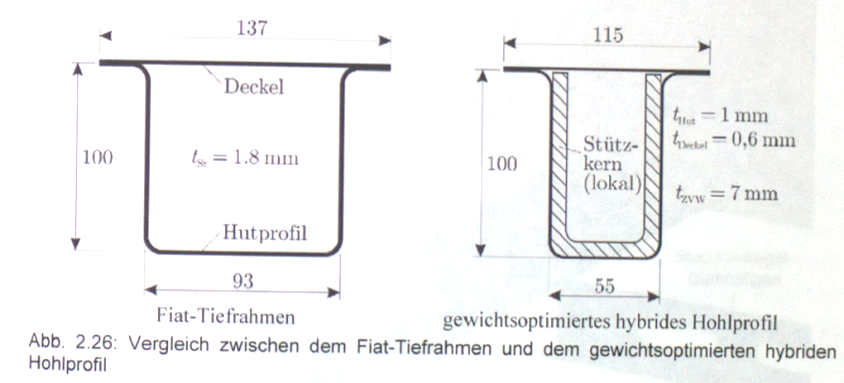 137
Deckel
100
t_St = 1.8 mm
Hutprofil
93
Fiat-Tiefrahmen
115
t_Hut = 1 mm
t_Deckel = 0,6 mm
Stütz-
kern
(lokal)
100
t_ZVW = 7 mm
55
gewichtsoptimiertes hybrides Hohlprofil
Abb. 2.26: Vergleich zwischen dem Fiat-Tiefrahmen und dem gewichtsoptimierten hybriden
Hohlprofil